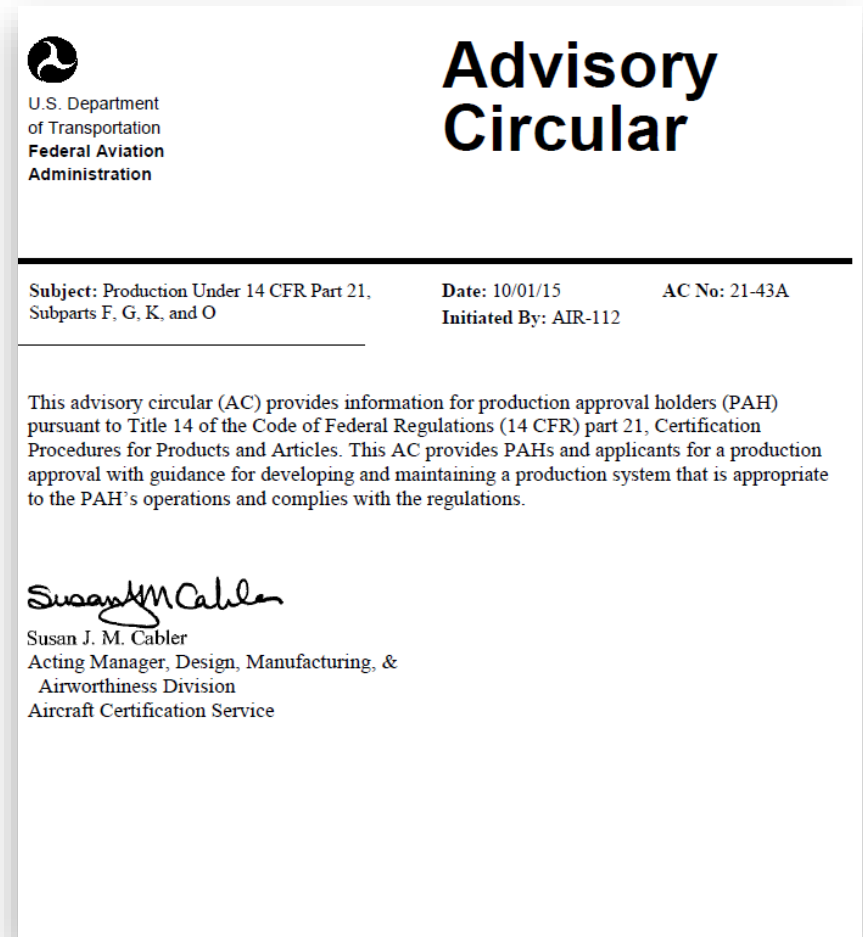 U.S. Department
of Transportation
Federal Aviation
Administration
Advisory
Circular
Subject: Production Under 14 CFR Part 21,
Subparts F, G, K, and O
Date: 10/01/15
AC No: 21-43A
Initiated By: AIR-112
This advisory circular (AC) provides information for production approval holders (PAH)
pursuant to Title 14 of the Code of Federal Regulations (14 CFR) part 21, Certification
Procedures for Products and Articles. This AC provides PAHs and applicants for a production
approval with guidance for developing and maintaining a production system that is appropriate
to the PAH’s operations and complies with the regulations.
Susan J M Cabler
Susan J. M. Cabler
Acting Manager, Design, Manufacturing, &
Airworthiness Division
Aircraft Certification Service